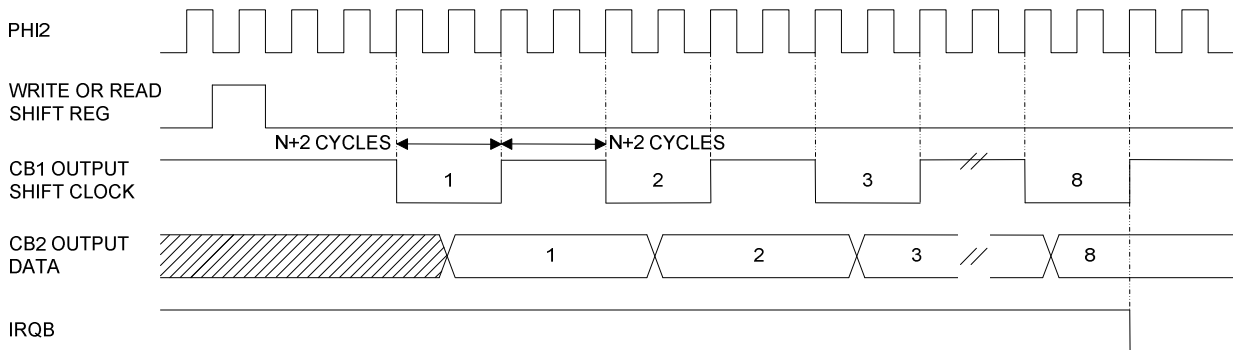 PHI2
WRITE OR READ
SHIFT REG
N+2 CYCLES
N+2 CYCLES
CB1 OUTPUT
SHIFT CLOCK
1
2
3
8
CB2 OUTPUT
DATA
1
2
3
8
IRQB